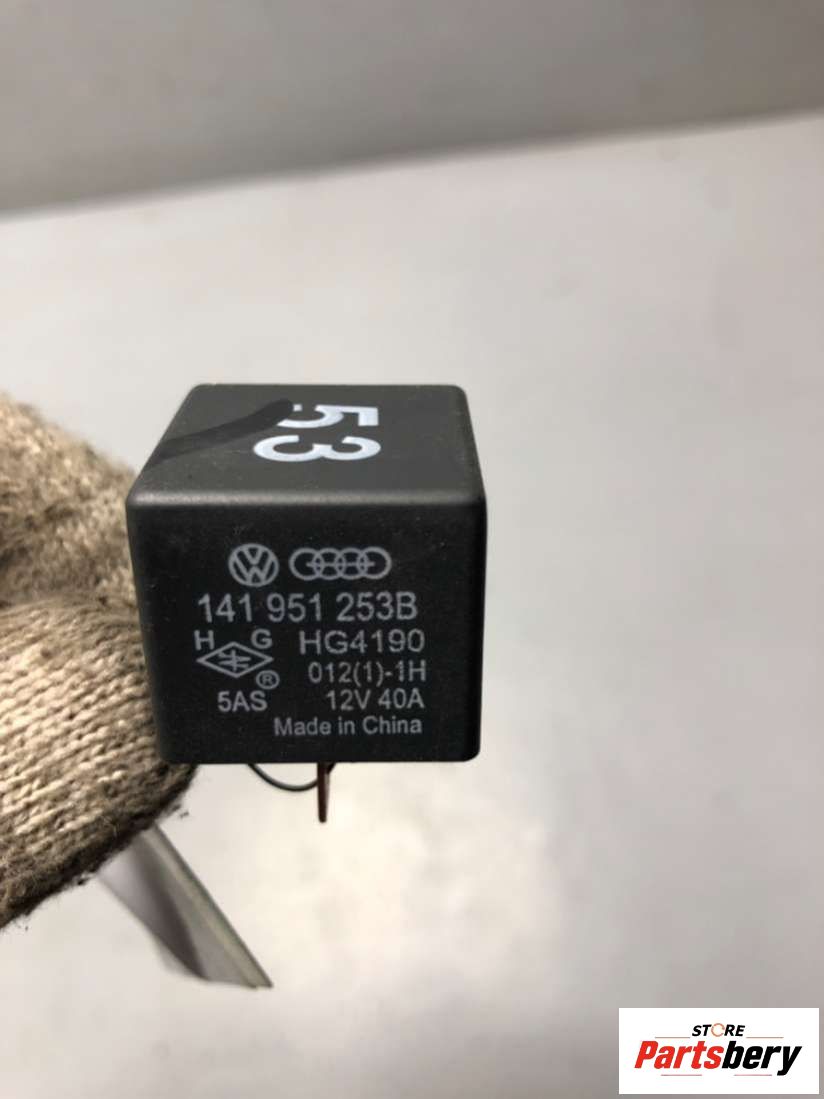 53
141 951 253B
H G HG4190
® 012(1)-1H
5AS 12V 40A
Made in China
STORE
Partsbery